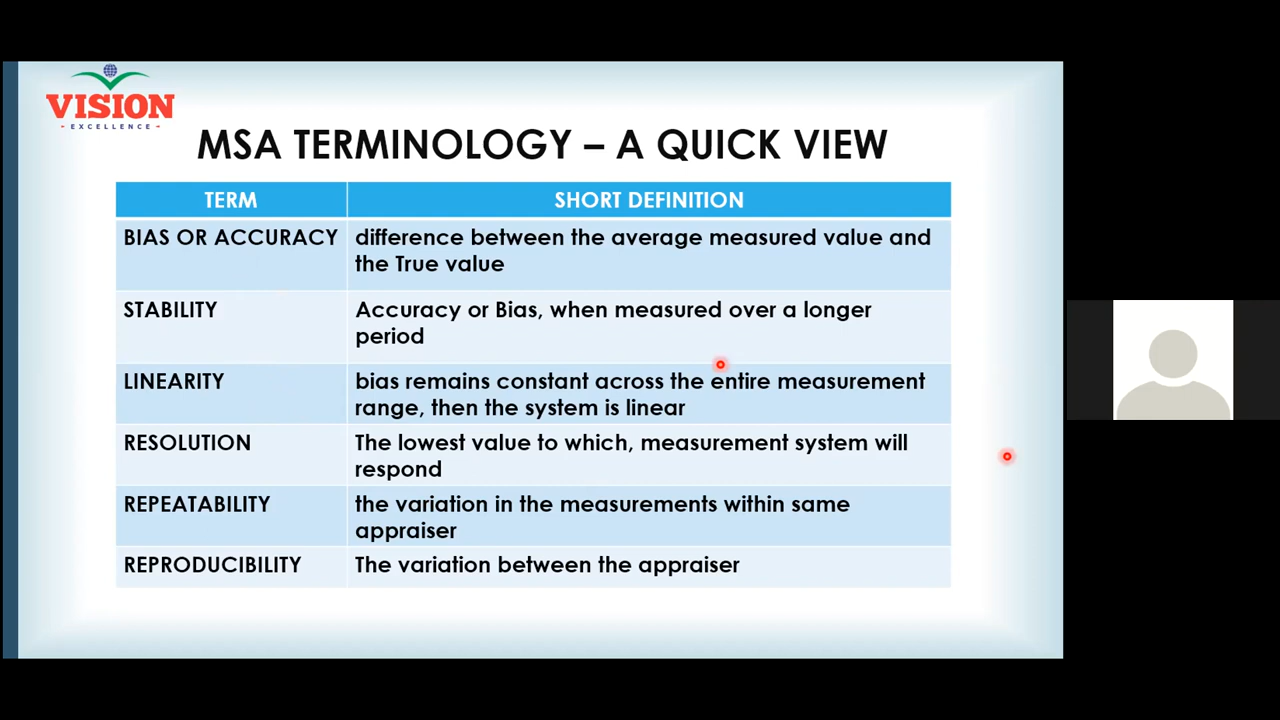 VISION
- EXCELLENCE -
MSA TERMINOLOGY – A QUICK VIEW
TERM
SHORT DEFINITION
BIAS OR ACCURACY
difference between the average measured value and
the True value
STABILITY
Accuracy or Bias, when measured over a longer
period
LINEARITY
bias remains constant across the entire measurement
range, then the system is linear
RESOLUTION
The lowest value to which, measurement system will
respond
REPEATABILITY
the variation in the measurements within same
appraiser
REPRODUCIBILITY
The variation between the appraiser